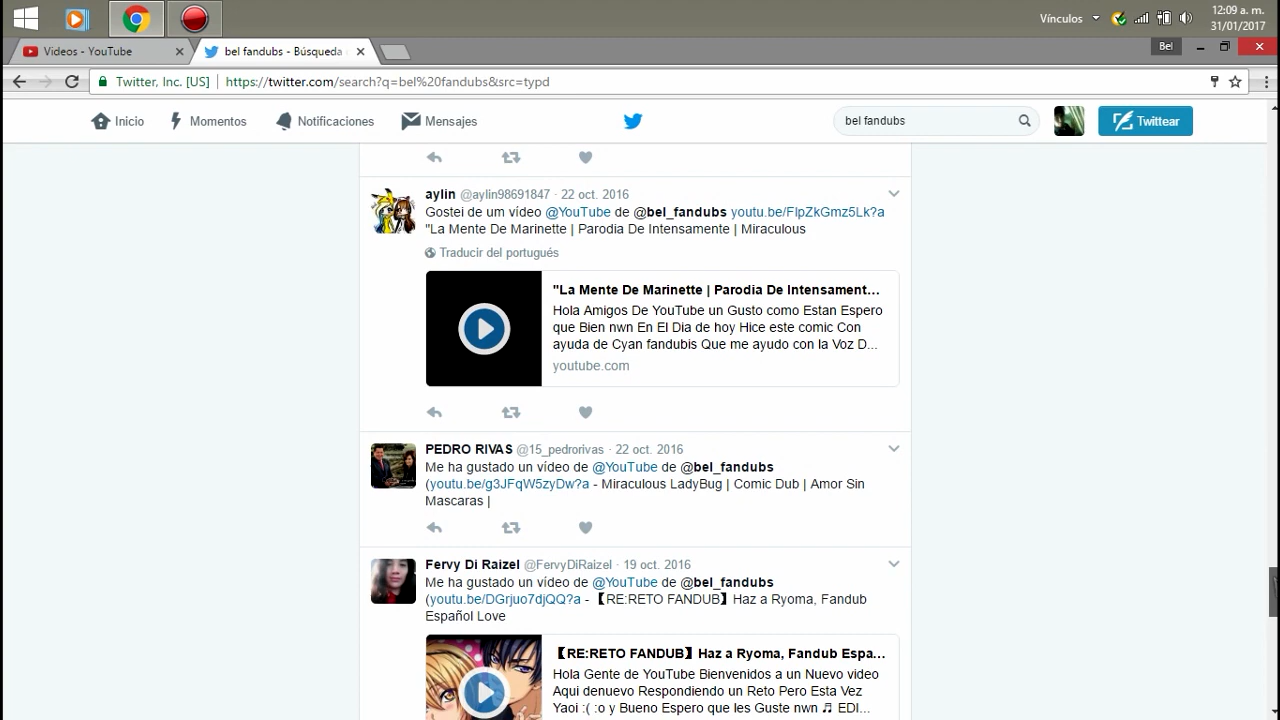 12:09 a. m.
Vínculos
31/01/2017
Videos - YouTube
bel fandubs - Búsqueda
Bel
Twitter, Inc. [US]
https://twitter.com/search?q=bel%20fandubs&src=typd
Inicio
Momentos
Notificaciones
Mensajes
bel fandubs
Twittear
aylin @aylin98691847 · 22 oct. 2016
Gostei de um vídeo @YouTube de @bel_fandubs youtu.be/FIpZkGmz5Lk?a
"La Mente De Marinette | Parodia De Intensamente | Miraculous
Traducir del portugués
"La Mente De Marinette | Parodia De Intensament...
Hola Amigos De YouTube un Gusto como Estan Espero
que Bien nwn En El Dia de hoy Hice este comic Con
ayuda de Cyan fandubis Que me ayudo con la Voz D...
youtube.com
PEDRO RIVAS @15_pedrorivas · 22 oct. 2016
Me ha gustado un vídeo de @YouTube de @bel_fandubs
(youtu.be/g3JFqW5zyDw?a - Miraculous LadyBug | Comic Dub | Amor Sin
Mascaras |
Fervy Di Raizel @FervyDiRaizel · 19 oct. 2016
Me ha gustado un vídeo de @YouTube de @bel_fandubs
(youtu.be/DGrjuo7djQQ?a - 【RE:RETO FANDUB】Haz a Ryoma, Fandub
Español Love
【RE:RETO FANDUB】Haz a Ryoma, Fandub Espa...
Hola Gente de YouTube Bienvenidos a un Nuevo video
Aqui denuevo Respondiendo un Reto Pero Esta Vez
Yaoi :( :o y Bueno Espero que les Guste nwn ♫ EDI...